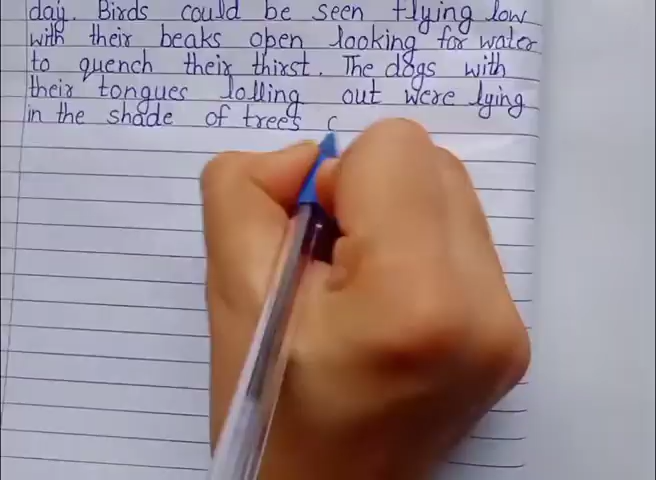 day. Birds could be seen flying low
with their beaks open looking for water
to quench their thirst. The dogs with
their tongues lolling out were lying
in the shade of trees